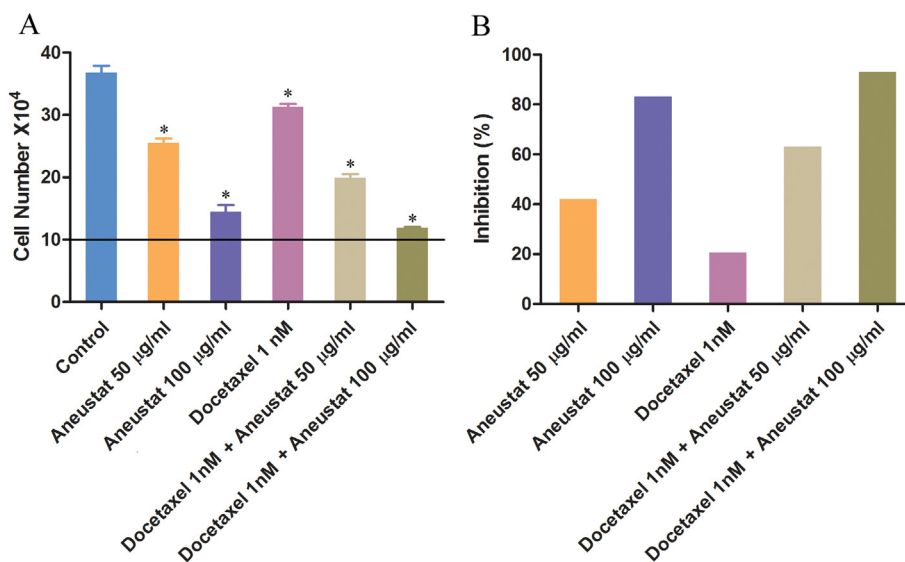 A
Cell Number X10⁴
40
30
20
10
0
*
*
*
*
*
Control
Aneustat 50 μg/ml
Aneustat 100 μg/ml
Docetaxel 1 nM
Docetaxel 1nM + Aneustat 50 μg/ml
Docetaxel 1nM + Aneustat 100 μg/ml
B
Inhibition (%)
100
80
60
40
20
0
Aneustat 50 μg/ml
Aneustat 100 μg/ml
Docetaxel 1nM
Docetaxel 1nM + Aneustat 50 μg/ml
Docetaxel 1nM + Aneustat 100 μg/ml